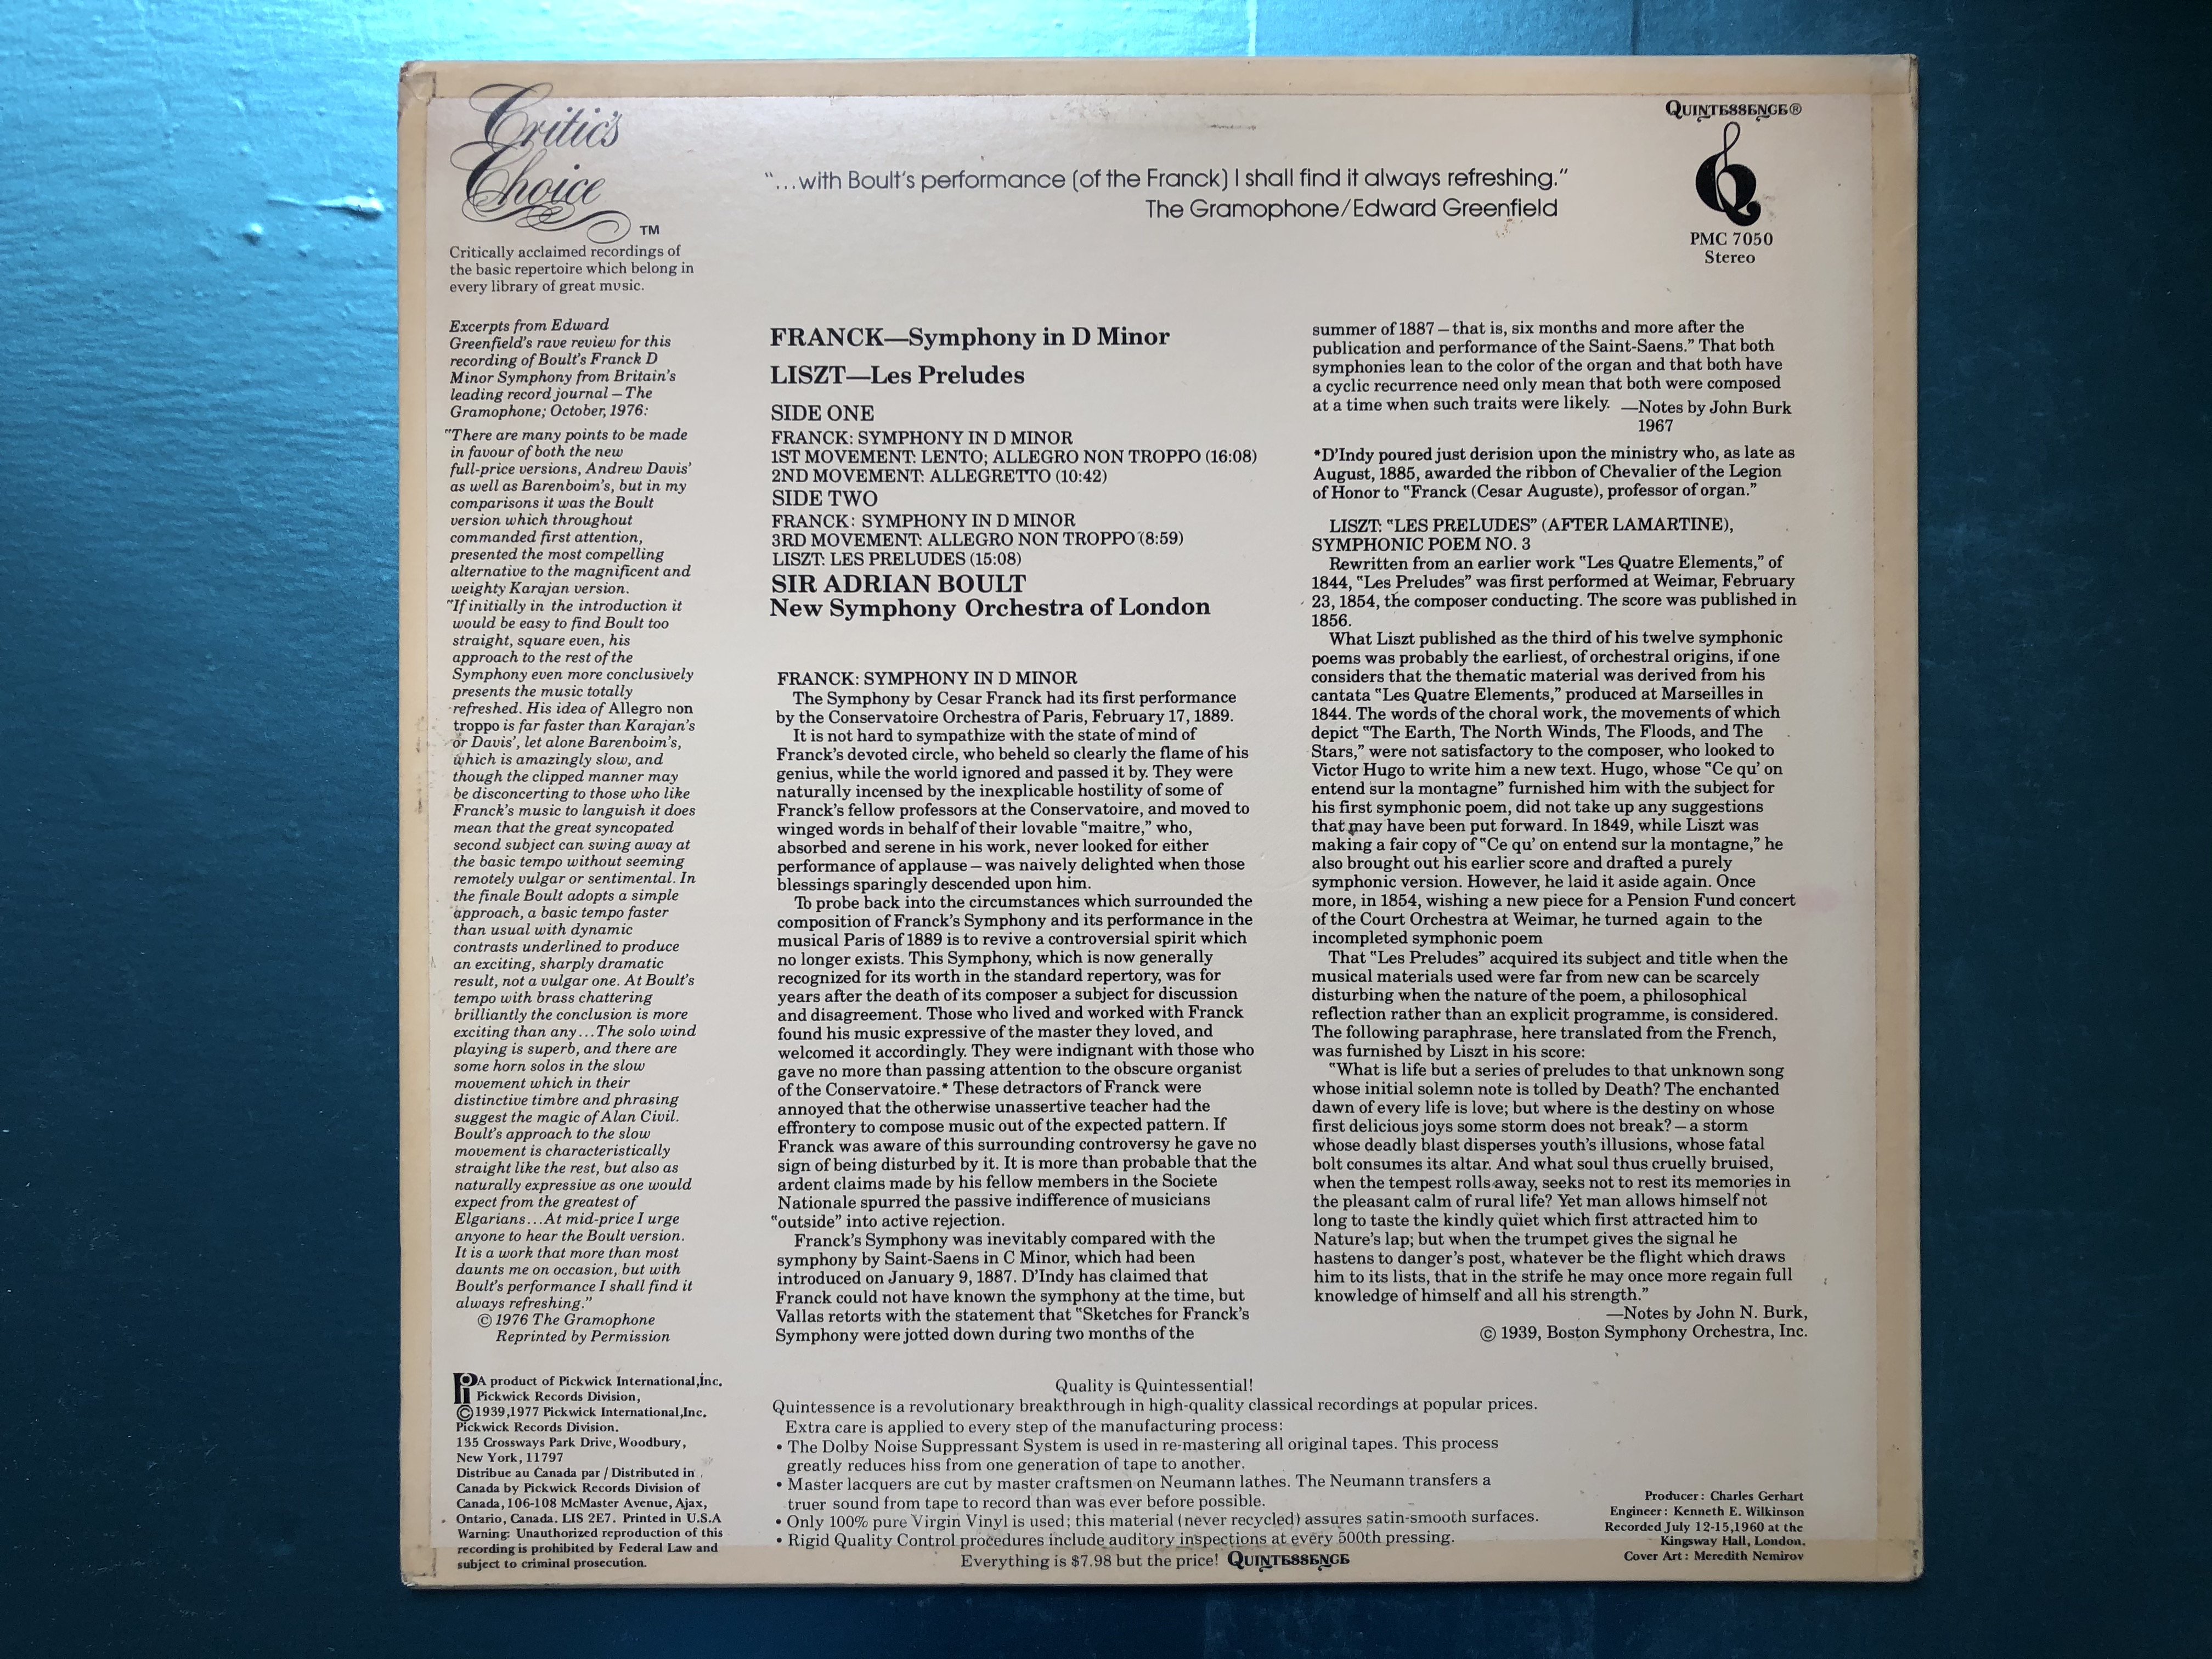 Critic's
Choice
TM
Critically acclaimed recordings of
the basic repertoire which belong in
every library of great music.
"...with Boult's performance (of the Franck) I shall find it always refreshing."
The Gramophone/Edward Greenfield
QUINTESSENCE®
PMC 7050
Stereo
Excerpts from Edward
Greenfield's rave review for this
recording of Boult's Franck D
Minor Symphony from Britain's
leading record journal – The
Gramophone; October, 1976:
"There are many points to be made
in favour of both the new
full-price versions, Andrew Davis'
as well as Barenboim's, but in my
comparisons it was the Boult
version which throughout
commanded first attention,
presented the most compelling
alternative to the magnificent and
weighty Karajan version.
"If initially in the introduction it
would be easy to find Boult too
straight, square even, his
approach to the rest of the
Symphony even more conclusively
presents the music totally
refreshed. His idea of Allegro non
troppo is far faster than Karajan's
or Davis', let alone Barenboim's,
which is amazingly slow, and
though the clipped manner may
be disconcerting to those who like
Franck's music to languish it does
mean that the great syncopated
second subject can swing away at
the basic tempo without seeming
remotely vulgar or sentimental. In
the finale Boult adopts a simple
approach, a basic tempo faster
than usual with dynamic
contrasts underlined to produce
an exciting, sharply dramatic
result, not a vulgar one. At Boult's
tempo with brass chattering
brilliantly the conclusion is more
exciting than any...The solo wind
playing is superb, and there are
some horn solos in the slow
movement which in their
distinctive timbre and phrasing
suggest the magic of Alan Civil.
Boult's approach to the slow
movement is characteristically
straight like the rest, but also as
naturally expressive as one would
expect from the greatest of
Elgarians...At mid-price I urge
anyone to hear the Boult version.
It is a work that more than most
daunts me on occasion, but with
Boult's performance I shall find it
always refreshing."
© 1976 The Gramophone
Reprinted by Permission
FRANCK—Symphony in D Minor
LISZT—Les Preludes
SIDE ONE
FRANCK: SYMPHONY IN D MINOR
1ST MOVEMENT: LENTO; ALLEGRO NON TROPPO (16:08)
2ND MOVEMENT: ALLEGRETTO (10:42)
SIDE TWO
FRANCK: SYMPHONY IN D MINOR
3RD MOVEMENT: ALLEGRO NON TROPPO (8:59)
LISZT: LES PRELUDES (15:08)
SIR ADRIAN BOULT
New Symphony Orchestra of London
FRANCK: SYMPHONY IN D MINOR
The Symphony by Cesar Franck had its first performance
by the Conservatoire Orchestra of Paris, February 17, 1889.
It is not hard to sympathize with the state of mind of
Franck's devoted circle, who beheld so clearly the flame of his
genius, while the world ignored and passed it by. They were
naturally incensed by the inexplicable hostility of some of
Franck's fellow professors at the Conservatoire, and moved to
winged words in behalf of their lovable "maitre," who,
absorbed and serene in his work, never looked for either
performance of applause – was naively delighted when those
blessings sparingly descended upon him.
To probe back into the circumstances which surrounded the
composition of Franck's Symphony and its performance in the
musical Paris of 1889 is to revive a controversial spirit which
no longer exists. This Symphony, which is now generally
recognized for its worth in the standard repertory, was for
years after the death of its composer a subject for discussion
and disagreement. Those who lived and worked with Franck
found his music expressive of the master they loved, and
welcomed it accordingly. They were indignant with those who
gave no more than passing attention to the obscure organist
of the Conservatoire.* These detractors of Franck were
annoyed that the otherwise unassertive teacher had the
effrontery to compose music out of the expected pattern. If
Franck was aware of this surrounding controversy he gave no
sign of being disturbed by it. It is more than probable that the
ardent claims made by his fellow members in the Societe
Nationale spurred the passive indifference of musicians
"outside" into active rejection.
Franck's Symphony was inevitably compared with the
symphony by Saint-Saens in C Minor, which had been
introduced on January 9, 1887. D'Indy has claimed that
Franck could not have known the symphony at the time, but
Vallas retorts with the statement that "Sketches for Franck's
Symphony were jotted down during two months of the
summer of 1887 – that is, six months and more after the
publication and performance of the Saint-Saens." That both
symphonies lean to the color of the organ and that both have
a cyclic recurrence need only mean that both were composed
at a time when such traits were likely. —Notes by John Burk
1967
*D'Indy poured just derision upon the ministry who, as late as
August, 1885, awarded the ribbon of Chevalier of the Legion
of Honor to "Franck (Cesar Auguste), professor of organ."
LISZT: "LES PRELUDES" (AFTER LAMARTINE),
SYMPHONIC POEM NO. 3
Rewritten from an earlier work "Les Quatre Elements," of
1844, "Les Preludes" was first performed at Weimar, February
23, 1854, the composer conducting. The score was published in
1856.
What Liszt published as the third of his twelve symphonic
poems was probably the earliest, of orchestral origins, if one
considers that the thematic material was derived from his
cantata "Les Quatre Elements," produced at Marseilles in
1844. The words of the choral work, the movements of which
depict "The Earth, The North Winds, The Floods, and The
Stars," were not satisfactory to the composer, who looked to
Victor Hugo to write him a new text. Hugo, whose "Ce qu' on
entend sur la montagne" furnished him with the subject for
his first symphonic poem, did not take up any suggestions
that may have been put forward. In 1849, while Liszt was
making a fair copy of "Ce qu' on entend sur la montagne," he
also brought out his earlier score and drafted a purely
symphonic version. However, he laid it aside again. Once
more, in 1854, wishing a new piece for a Pension Fund concert
of the Court Orchestra at Weimar, he turned again to the
incompleted symphonic poem
That "Les Preludes" acquired its subject and title when the
musical materials used were far from new can be scarcely
disturbing when the nature of the poem, a philosophical
reflection rather than an explicit programme, is considered.
The following paraphrase, here translated from the French,
was furnished by Liszt in his score:
"What is life but a series of preludes to that unknown song
whose initial solemn note is tolled by Death? The enchanted
dawn of every life is love; but where is the destiny on whose
first delicious joys some storm does not break? – a storm
whose deadly blast disperses youth's illusions, whose fatal
bolt consumes its altar. And what soul thus cruelly bruised,
when the tempest rolls away, seeks not to rest its memories in
the pleasant calm of rural life? Yet man allows himself not
long to taste the kindly quiet which first attracted him to
Nature's lap; but when the trumpet gives the signal he
hastens to danger's post, whatever be the flight which draws
him to its lists, that in the strife he may once more regain full
knowledge of himself and all his strength."
—Notes by John N. Burk,
© 1939, Boston Symphony Orchestra, Inc.
A product of Pickwick International,Inc.
Pickwick Records Division,
©1939,1977 Pickwick International,Inc.
Pickwick Records Division.
135 Crossways Park Drive, Woodbury,
New York, 11797
Distribue au Canada par / Distributed in
Canada by Pickwick Records Division of
Canada, 106-108 McMaster Avenue, Ajax,
Ontario, Canada. LIS 2E7. Printed in U.S.A
Warning: Unauthorized reproduction of this
recording is prohibited by Federal Law and
subject to criminal prosecution.
Quality is Quintessential!
Quintessence is a revolutionary breakthrough in high-quality classical recordings at popular prices.
Extra care is applied to every step of the manufacturing process:
• The Dolby Noise Suppressant System is used in re-mastering all original tapes. This process
greatly reduces hiss from one generation of tape to another.
• Master lacquers are cut by master craftsmen on Neumann lathes. The Neumann transfers a
truer sound from tape to record than was ever before possible.
• Only 100% pure Virgin Vinyl is used; this material (never recycled) assures satin-smooth surfaces.
• Rigid Quality Control procedures include auditory inspections at every 500th pressing.
Everything is $7.98 but the price! QUINTESSENCE
Producer: Charles Gerhart
Engineer: Kenneth E. Wilkinson
Recorded July 12-15,1960 at the
Kingsway Hall, London.
Cover Art: Meredith Nemirov